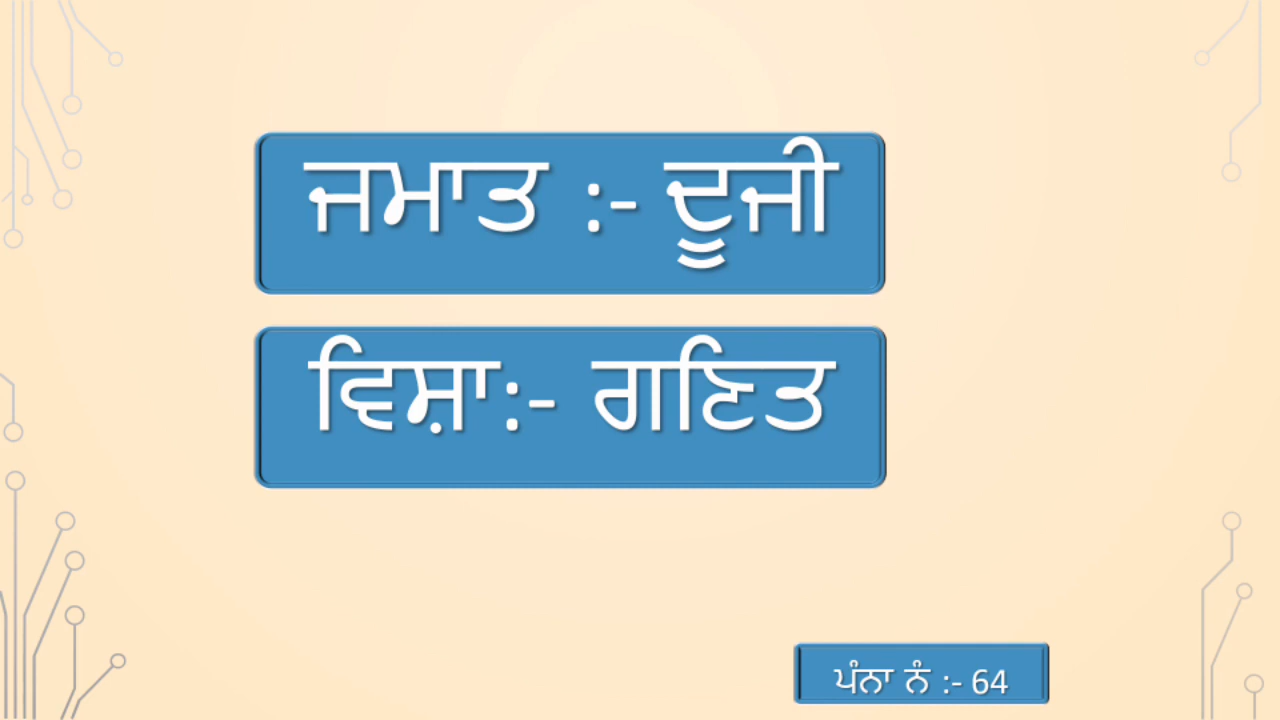 ਜਮਾਤ :- ਦੂਜੀ
ਵਿਸ਼ਾ:- ਗਣਿਤ
ਪੰਨਾ ਨੰ :- 64